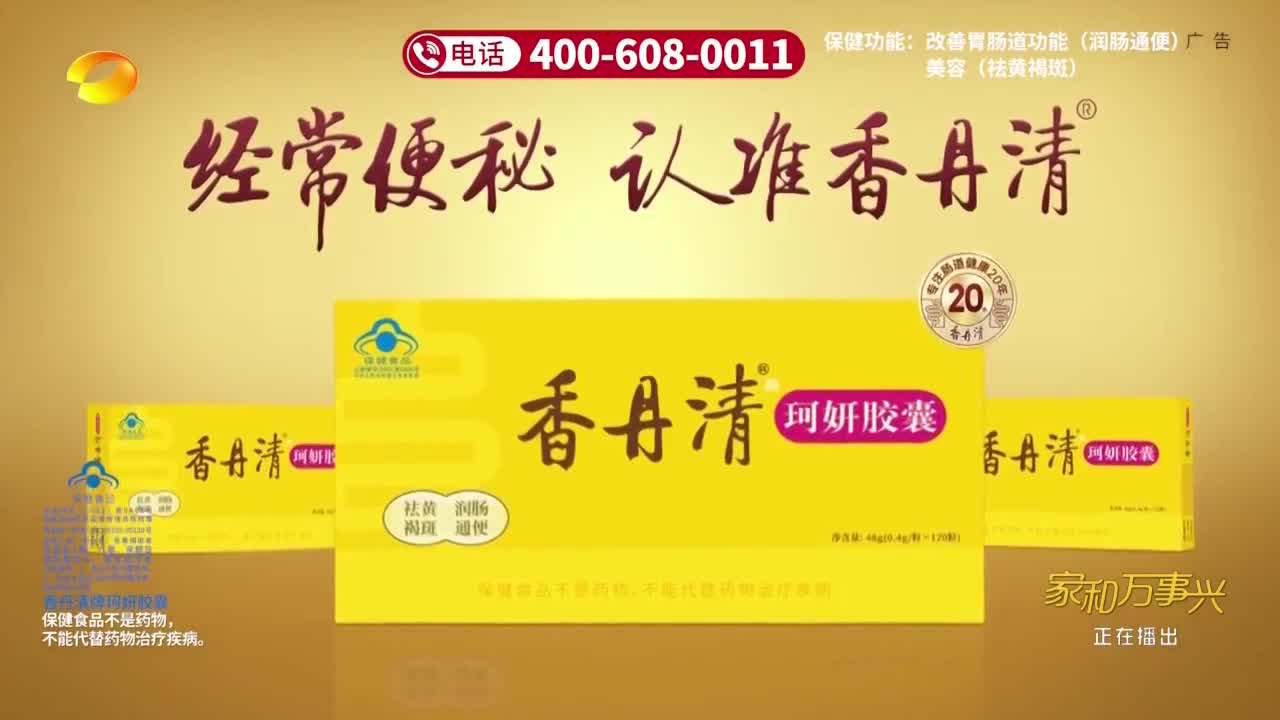 电话 400-608-0011
保健功能：改善胃肠道功能（润肠通便）
美容（祛黄褐斑）
广告
经常便秘 认准香丹清®
专注肠道健康20年
20年
香丹清
保健食品
香丹清® 珂妍胶囊
祛黄褐斑 润肠通便
净含量：48g(0.4g/粒×120粒)
保健食品不是药物，不能代替药物治疗疾病
香丹清 珂妍
香丹清 珂妍胶囊
保健食品
香丹清牌珂妍胶囊
保健食品不是药物，
不能代替药物治疗疾病。
家和万事兴
正在播出